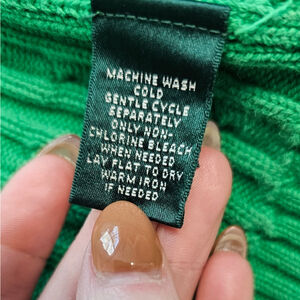 MACHINE WASH
COLD
GENTLE CYCLE
SEPARATELY
ONLY NON-
CHLORINE BLEACH
WHEN NEEDED
LAY FLAT TO DRY
WARM IRON
IF NEEDED